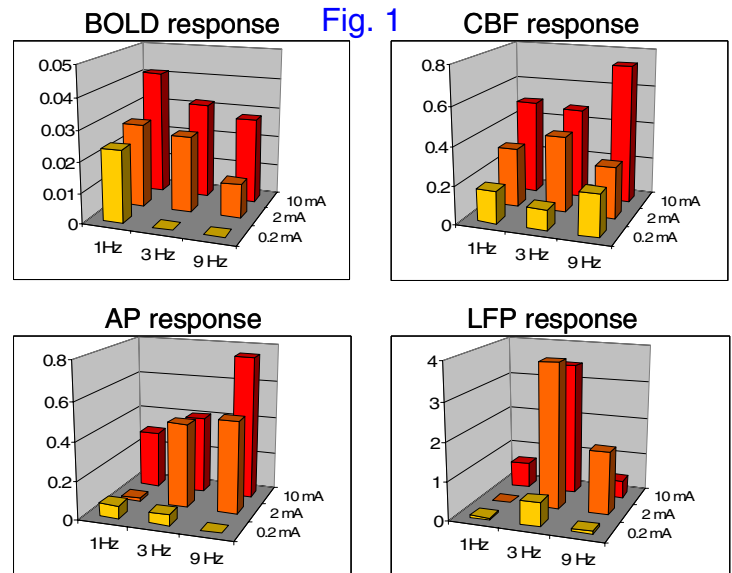 Fig. 1
BOLD response
0.05
0.04
0.03
0.02
0.01
0
1Hz
3 Hz
9 Hz
10 mA
2 mA
0.2 mA
CBF response
0.8
0.6
0.4
0.2
0
1Hz
3 Hz
9 Hz
10 mA
2 mA
0.2 mA
AP response
0.8
0.6
0.4
0.2
0
1Hz
3 Hz
9 Hz
10 mA
2 mA
0.2 mA
LFP response
4
3
2
1
0
1Hz
3 Hz
9 Hz
10 mA
2 mA
0.2 mA